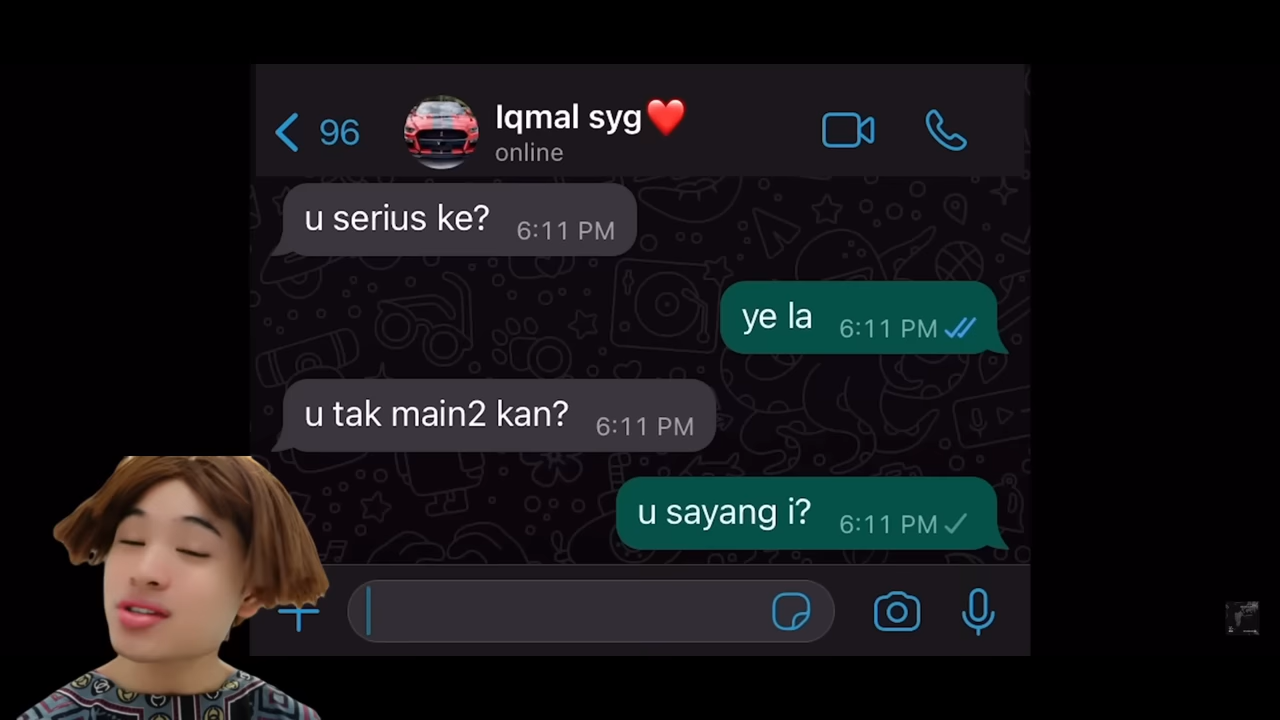 96
Iqmal syg❤️
online
u serius ke? 6:11 PM
ye la 6:11 PM
u tak main2 kan? 6:11 PM
u sayang i? 6:11 PM